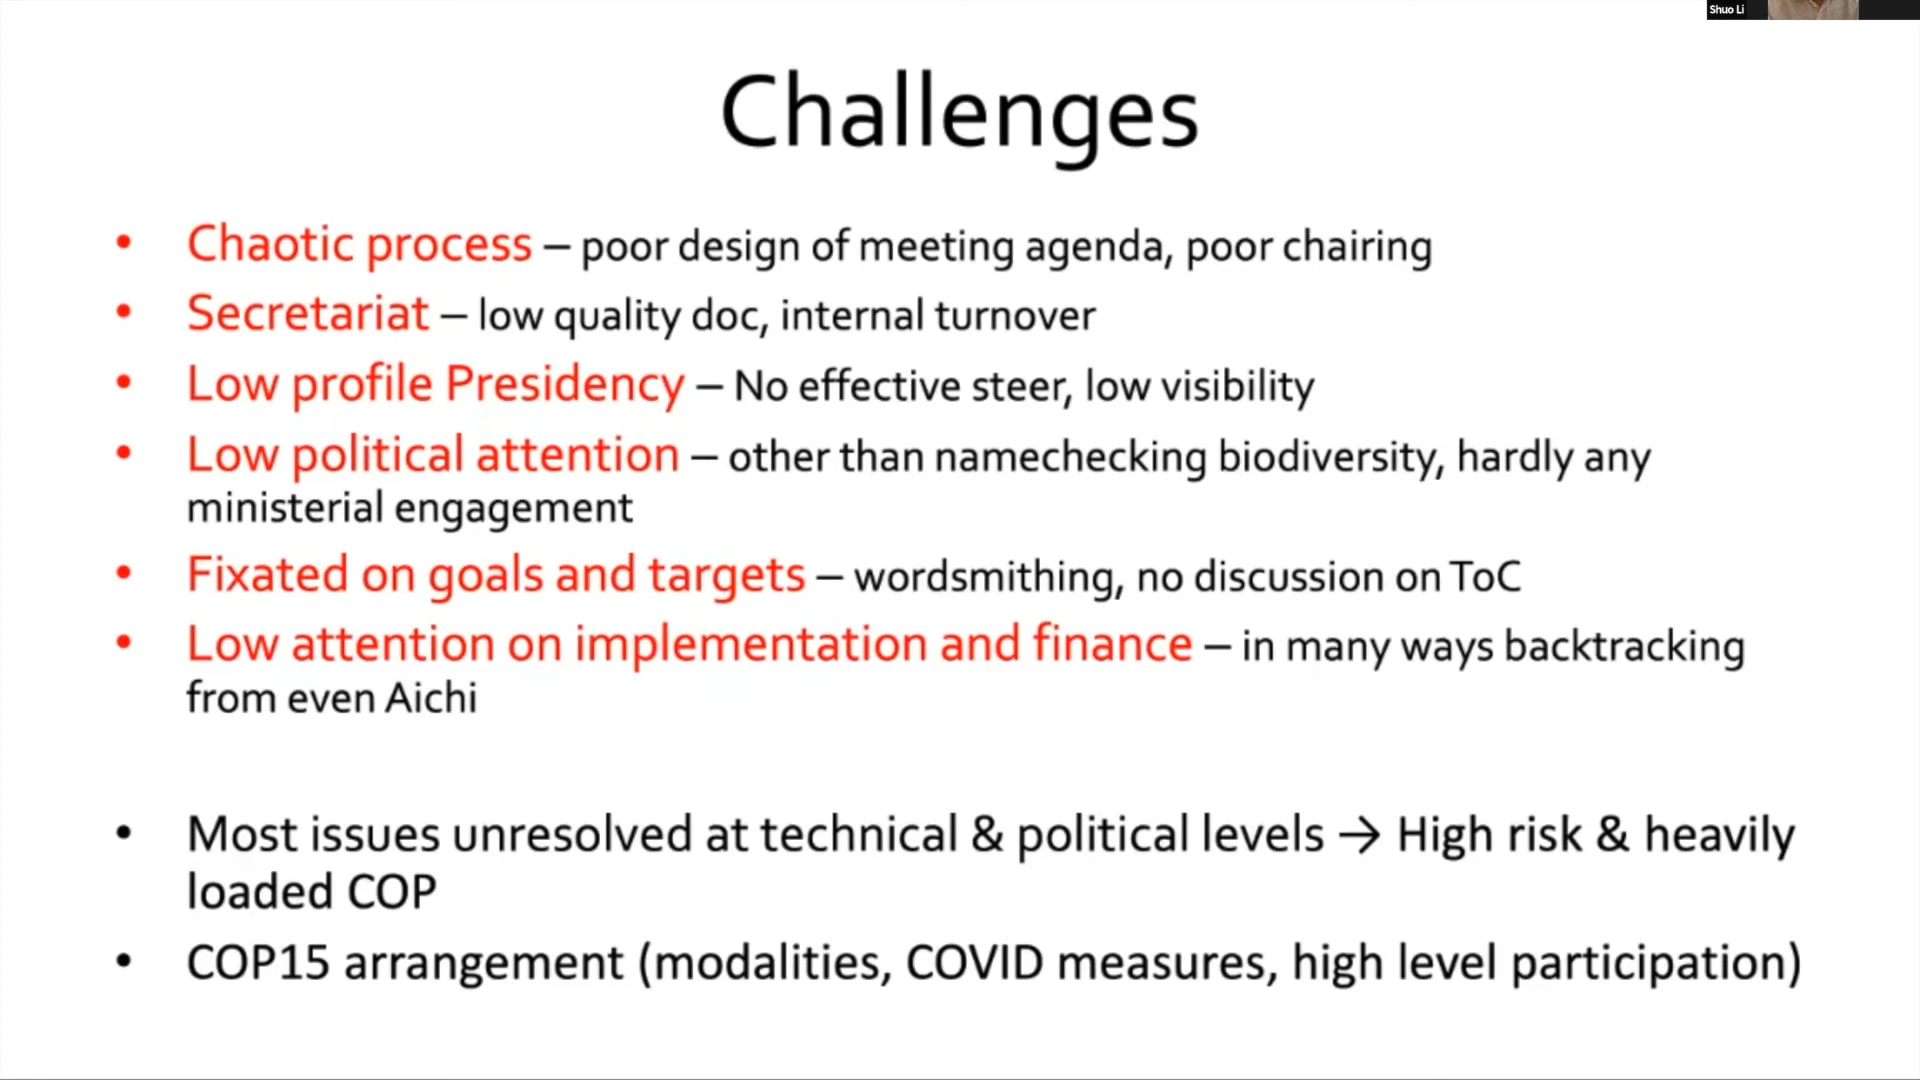 Shuo Li
Challenges
• Chaotic process – poor design of meeting agenda, poor chairing
• Secretariat – low quality doc, internal turnover
• Low profile Presidency – No effective steer, low visibility
• Low political attention – other than namechecking biodiversity, hardly any
ministerial engagement
• Fixated on goals and targets – wordsmithing, no discussion on ToC
• Low attention on implementation and finance – in many ways backtracking
from even Aichi
• Most issues unresolved at technical & political levels → High risk & heavily
loaded COP
• COP15 arrangement (modalities, COVID measures, high level participation)